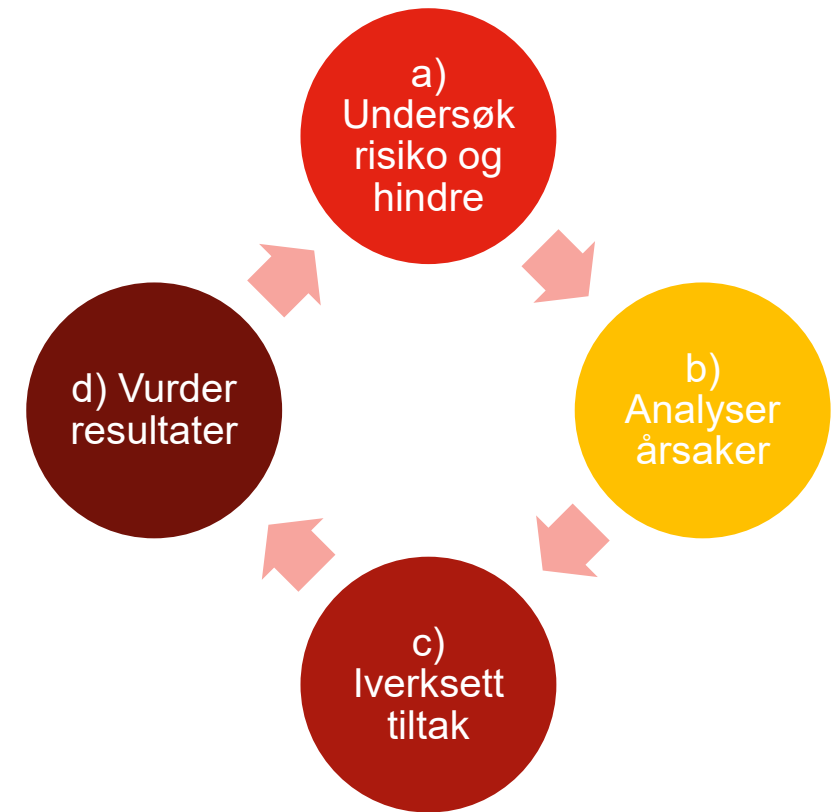 a)
Undersøk
risiko og
hindre
b)
Analyser
årsaker
c)
Iverksett
tiltak
d) Vurder
resultater